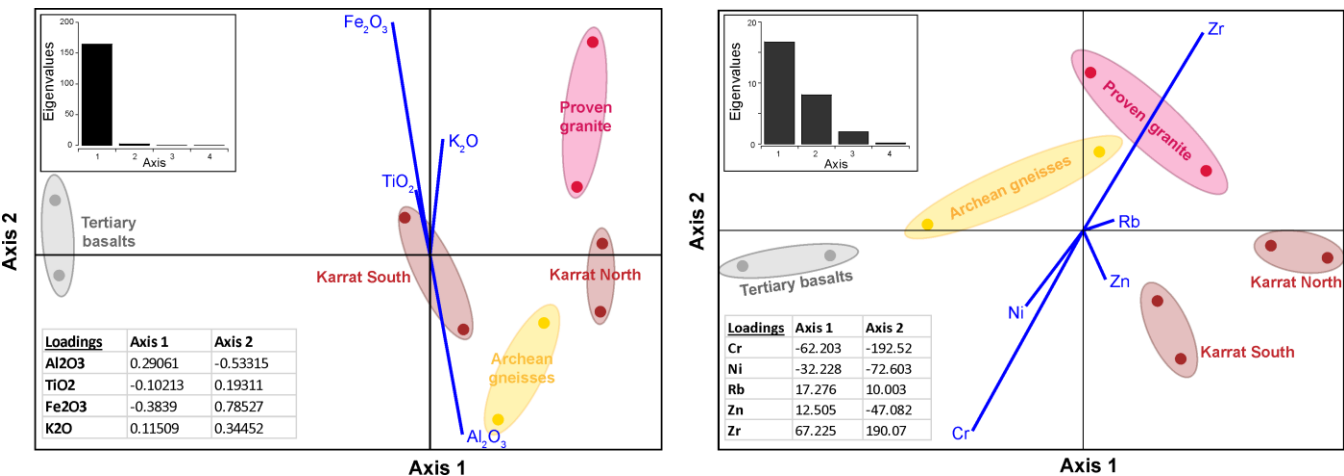 200
150
100
50
0
Eigenvalues
1 2 3 4
Axis
Fe2O3
K2O
TiO2
Proven
granite
Tertiary
basalts
Karrat South
Karrat North
Archean
gneisses
Al2O3
Loadings Axis 1 Axis 2
Al2O3 0.29061 -0.53315
TiO2 -0.10213 0.19311
Fe2O3 -0.3839 0.78527
K2O 0.11509 0.34452
Axis 2
Axis 1
20
10
0
Eigenvalues
1 2 3 4
Axis
Zr
Proven granite
Archean gneisses
Rb
Tertiary basalts
Karrat North
Zn
Ni
Karrat South
Cr
Loadings Axis 1 Axis 2
Cr -62.203 -192.52
Ni -32.228 -72.603
Rb 17.276 10.003
Zn 12.505 -47.082
Zr 67.225 190.07
Axis 2
Axis 1